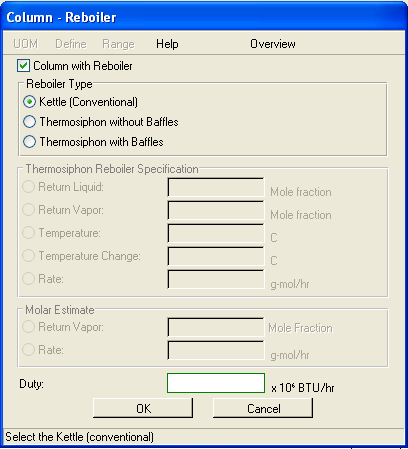 Column - Reboiler
UOM Define Range Help Overview
Column with Reboiler
Reboiler Type
Kettle (Conventional)
Thermosiphon without Baffles
Thermosiphon with Baffles
Thermosiphon Reboiler Specification
Return Liquid: Mole fraction
Return Vapor: Mole fraction
Temperature: C
Temperature Change: C
Rate: g-mol/hr
Molar Estimate
Return Vapor: Mole Fraction
Rate: g-mol/hr
Duty: x 10⁶ BTU/hr
OK Cancel
Select the Kettle (conventional)